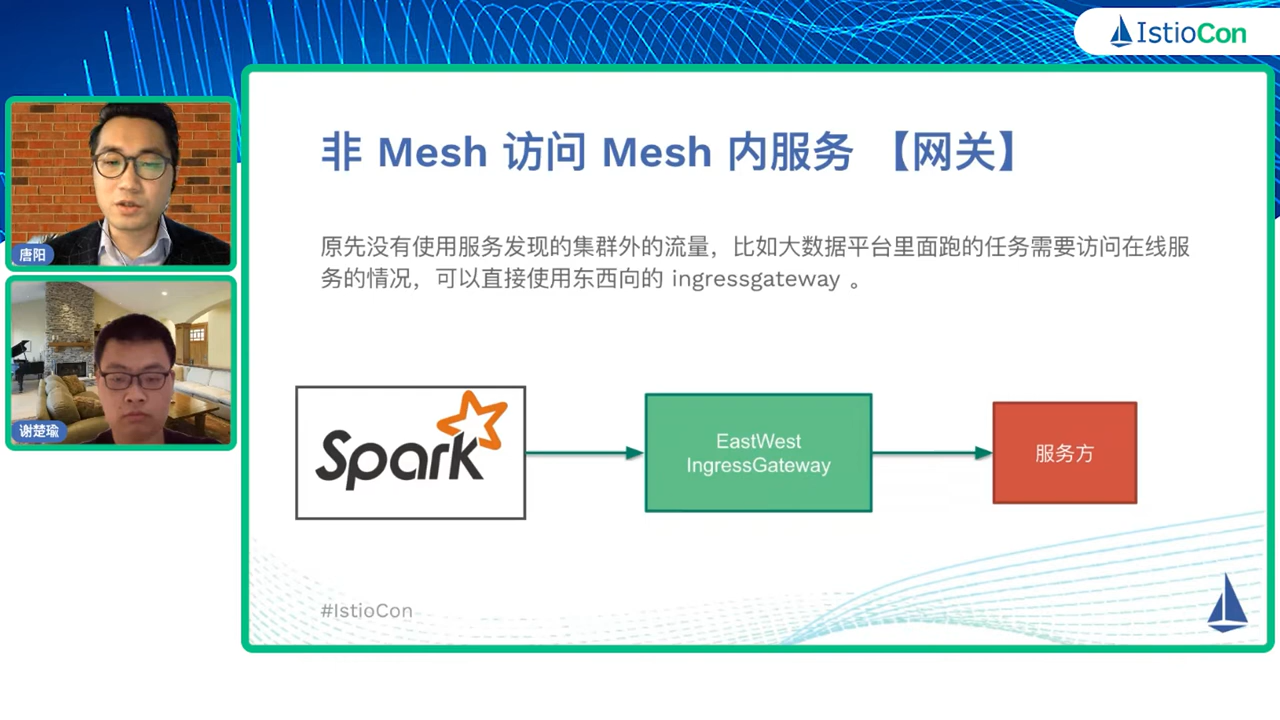 IstioCon
非 Mesh 访问 Mesh 内服务 【网关】
唐阳
原先没有使用服务发现的集群外的流量，比如大数据平台里面跑的任务需要访问在线服
务的情况，可以直接使用东西向的 ingressgateway 。
谢楚瑜
Spark
EastWest
IngressGateway
服务方
#IstioCon